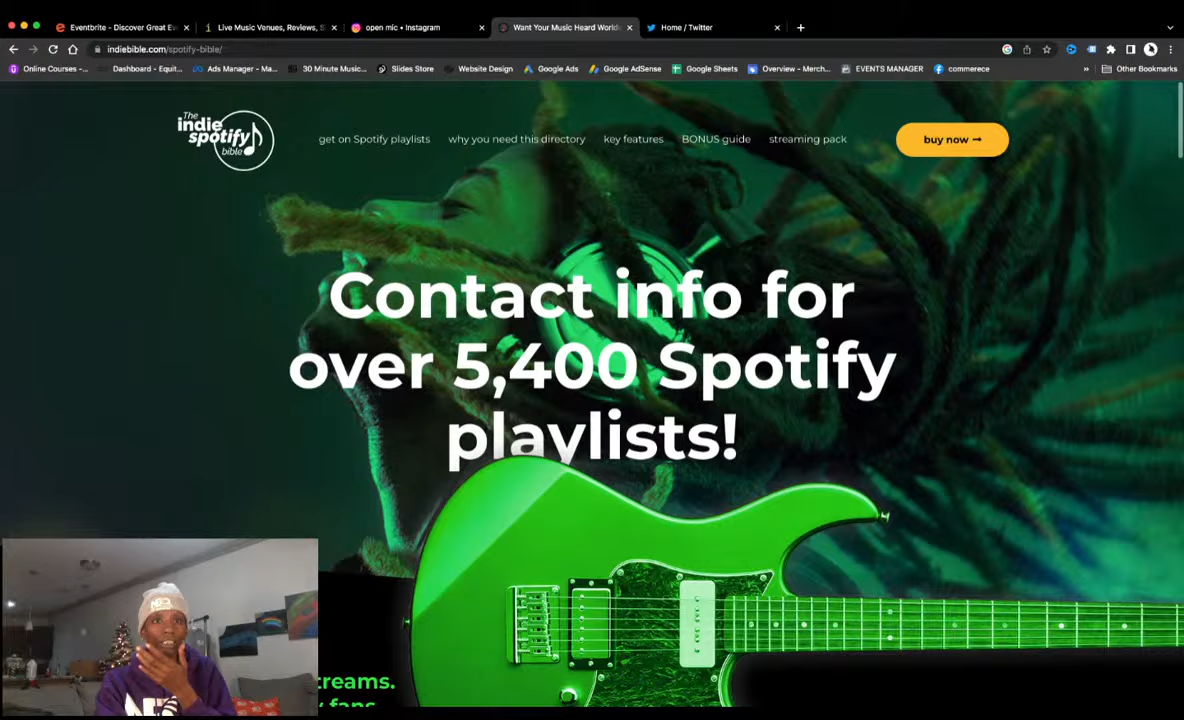 Eventbrite - Discover Great Eve
Live Music Venues, Reviews, S
open mic • Instagram
Want Your Music Heard World
Home / Twitter
indiebible.com/spotify-bible/
Online Courses -...
Dashboard - Equit...
Ads Manager - Ma...
30 Minute Music...
Slides Store
Website Design
Google Ads
Google AdSense
Google Sheets
Overview - Merch...
EVENTS MANAGER
commerece
»
Other Bookmarks
The
indie
spotify
bible
get on Spotify playlists
why you need this directory
key features
BONUS guide
streaming pack
buy now →
Contact info for
over 5,400 Spotify
playlists!
treams.